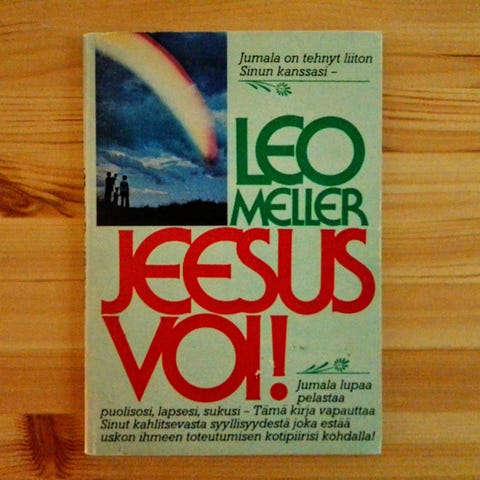 Jumala on tehnyt liiton
Sinun kanssasi –
LEO
MELLER
JEESUS
VOI!
Jumala lupaa
pelastaa
puolisosi, lapsesi, sukusi – Tämä kirja vapauttaa
Sinut kahlitsevasta syyllisyydestä joka estää
uskon ihmeen toteutumisen kotipiirisi kohdalla!